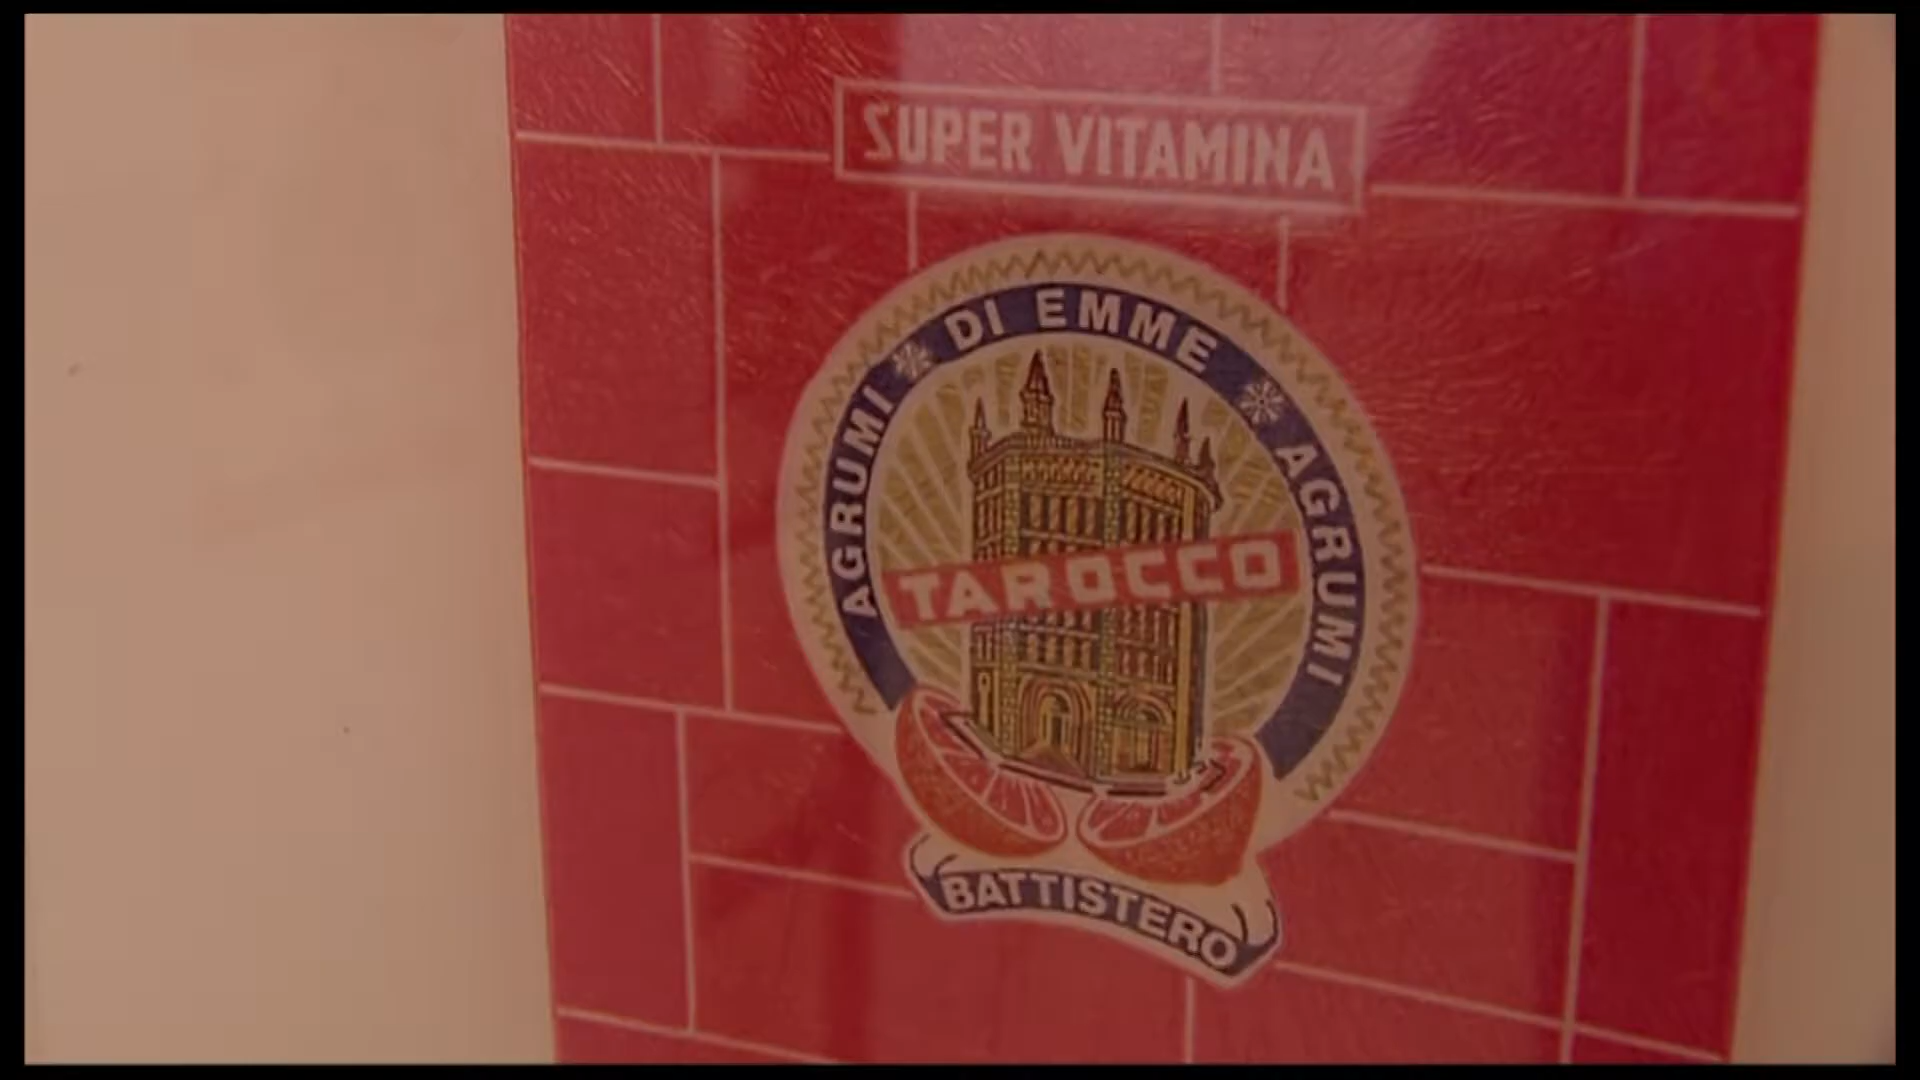 SUPER VITAMINA
AGRUMI * DI EMME * AGRUMI
TAROCCO
BATTISTERO